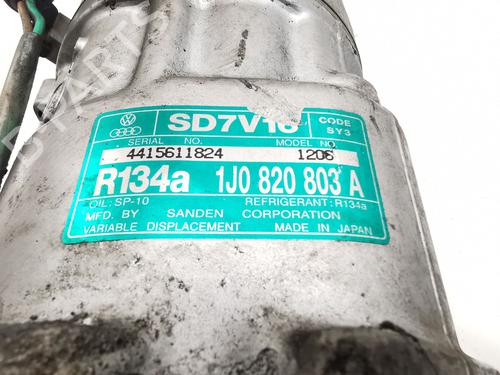 SD7V16
CODE
SY3
SERIAL NO.
MODEL NO.
4415611824
1206
R134a 1J0 820 803 A
OIL: SP-10
REFRIGERANT: R134a
MFD. BY SANDEN CORPORATION
VARIABLE DISPLACEMENT
MADE IN JAPAN